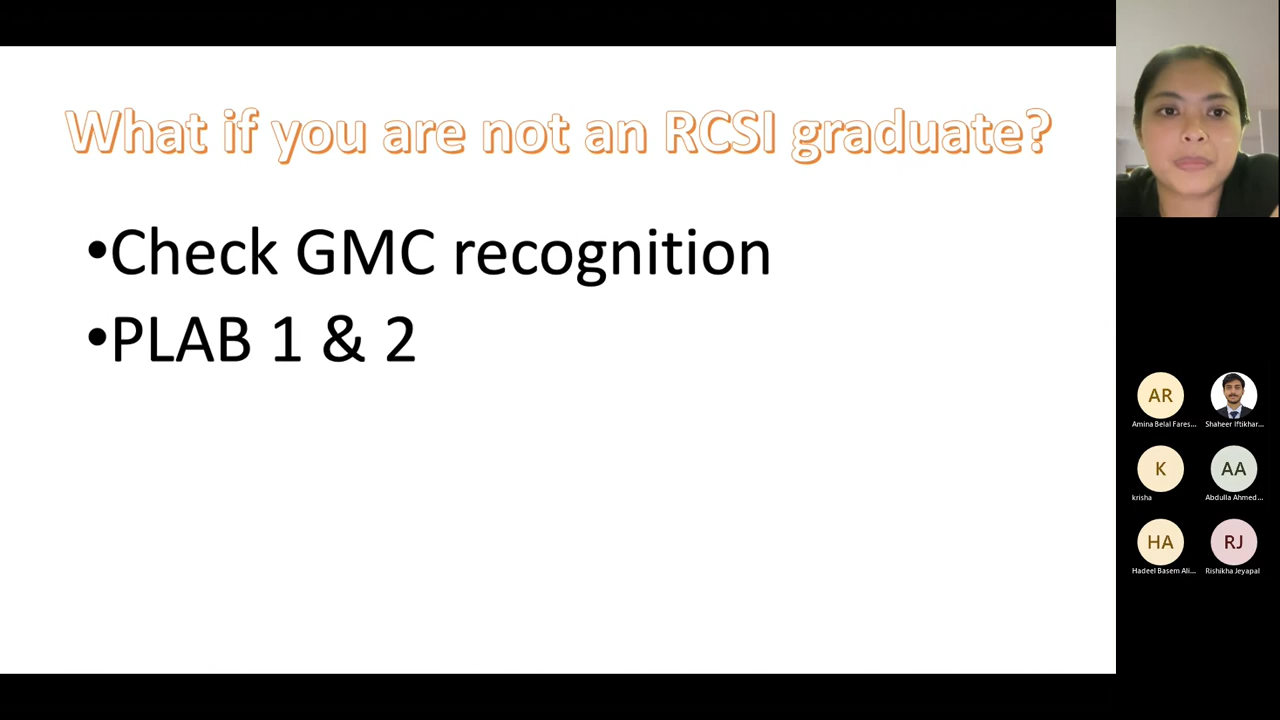 What if you are not an RCSI graduate?
•Check GMC recognition
•PLAB 1 & 2
AR
Amina Belal Fares...
Shaheer Iftikhar...
K
krisha
AA
Abdulla Ahmed...
HA
Hadeel Basem Ali...
RJ
Rishikha Jeyapal